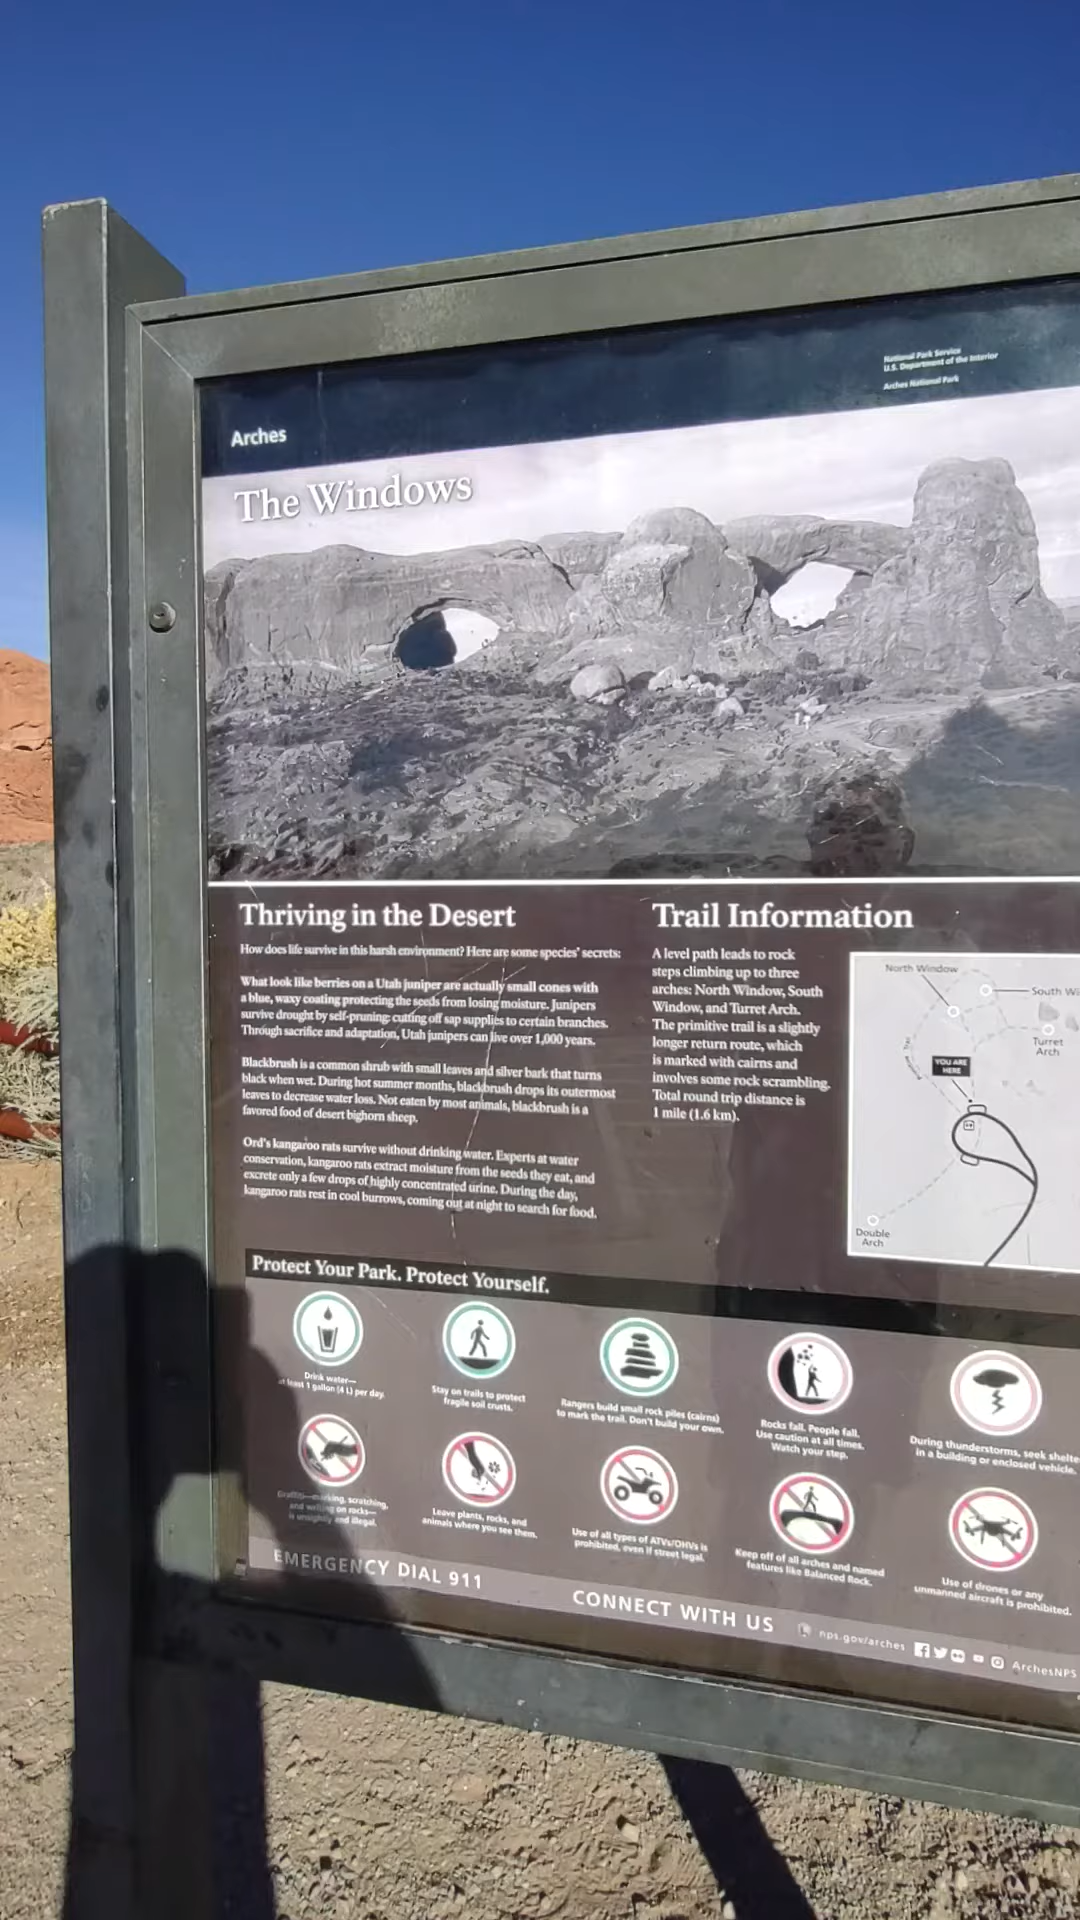 National Park Service
U.S. Department of the Interior
Arches National Park
Arches
The Windows
Thriving in the Desert
How does life survive in this harsh environment? Here are some species' secrets:
What look like berries on a Utah juniper are actually small cones with
a blue, waxy coating protecting the seeds from losing moisture. Junipers
survive drought by self-pruning: cutting off sap supplies to certain branches.
Through sacrifice and adaptation, Utah junipers can live over 1,000 years.
Blackbrush is a common shrub with small leaves and silver bark that turns
black when wet. During hot summer months, blackbrush drops its outermost
leaves to decrease water loss. Not eaten by most animals, blackbrush is a
favored food of desert bighorn sheep.
Ord's kangaroo rats survive without drinking water. Experts at water
conservation, kangaroo rats extract moisture from the seeds they eat, and
excrete only a few drops of highly concentrated urine. During the day,
kangaroo rats rest in cool burrows, coming out at night to search for food.
Trail Information
A level path leads to rock
steps climbing up to three
arches: North Window, South
Window, and Turret Arch.
The primitive trail is a slightly
longer return route, which
is marked with cairns and
involves some rock scrambling.
Total round trip distance is
1 mile (1.6 km).
North Window
South Wi
Turret
Arch
YOU ARE
HERE
Double
Arch
Protect Your Park. Protect Yourself.
Drink water—
at least 1 gallon (4 L) per day.
Stay on trails to protect
fragile soil crusts.
Rangers build small rock piles (cairns)
to mark the trail. Don't build your own.
Rocks fall. People fall.
Use caution at all times.
Watch your step.
During thunderstorms, seek shelte
in a building or enclosed vehicle.
Graffiti—marking, scratching,
and writing on rocks—
is unsightly and illegal.
Leave plants, rocks, and
animals where you see them.
Use of all types of ATVs/OHVs is
prohibited, even if street legal.
Keep off of all arches and named
features like Balanced Rock.
Use of drones or any
unmanned aircraft is prohibited.
EMERGENCY DIAL 911
CONNECT WITH US
nps.gov/arches
ArchesNPS